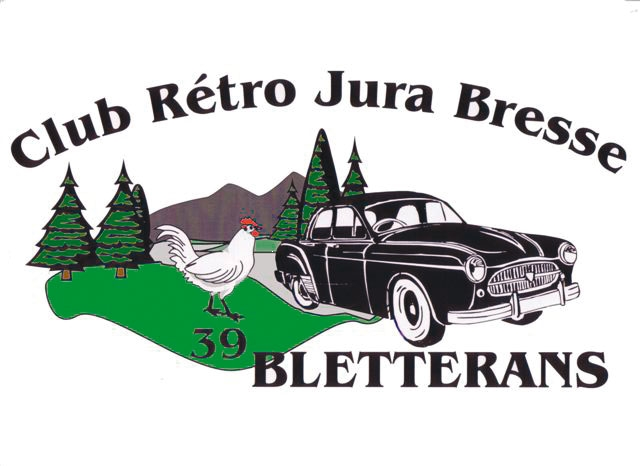 Club Rétro Jura Bresse
39
BLETTERANS